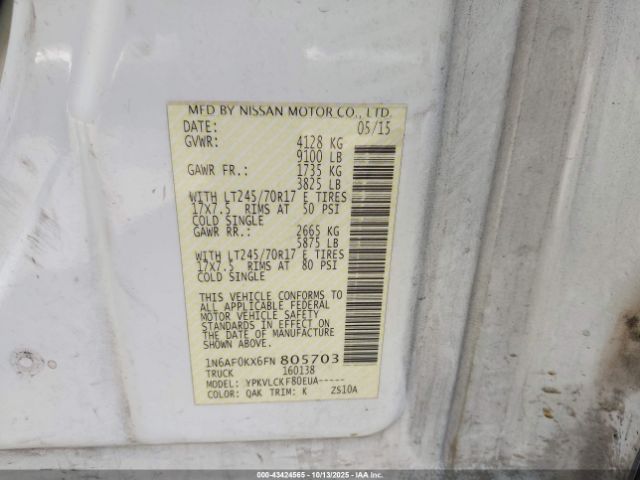 MFD BY NISSAN MOTOR CO., LTD.
DATE: 05/15
GVWR: 4128 KG
9100 LB
GAWR FR.: 1735 KG
3825 LB
WITH LT245/70R17 E TIRES
17X7.5 RIMS AT 50 PSI
COLD SINGLE
GAWR RR.: 2665 KG
5875 LB
WITH LT245/70R17 E TIRES
17X7.5 RIMS AT 80 PSI
COLD SINGLE
THIS VEHICLE CONFORMS TO
ALL APPLICABLE FEDERAL
MOTOR VEHICLE SAFETY
STANDARDS IN EFFECT ON
THE DATE OF MANUFACTURE
SHOWN ABOVE.
1N6AF0KX6FN 805703
TRUCK 160138
MODEL: YPKVLCKF80EUA-----
COLOR: QAK TRIM: K ZS10A
000-43424565 - 10/13/2025 - IAAI.COM